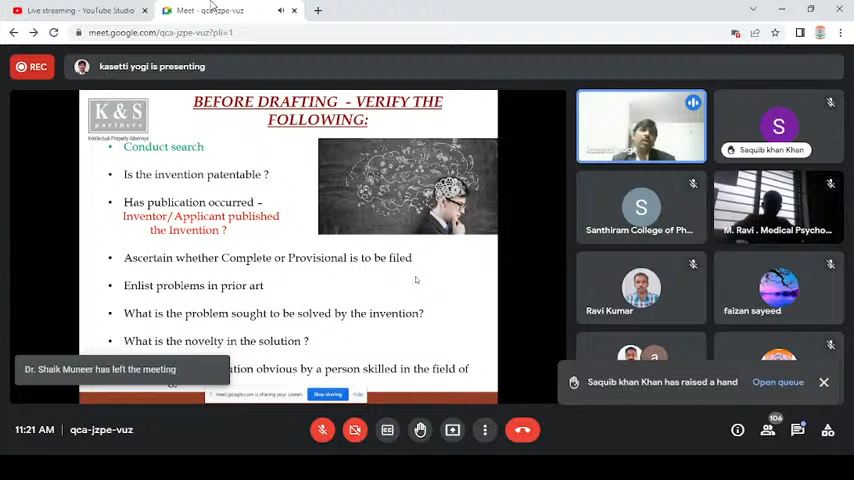 Live streaming - YouTube Studio
Meet - qca-jzpe-vuz
meet.google.com/qca-jzpe-vuz?pli=1
REC
kasetti yogi is presenting
K & S
partners
Intellectual Property Attorneys
BEFORE DRAFTING - VERIFY THE
FOLLOWING:
• Conduct search
• Is the invention patentable ?
• Has publication occurred –
Inventor/Applicant published
the Invention ?
• Ascertain whether Complete or Provisional is to be filed
• Enlist problems in prior art
• What is the problem sought to be solved by the invention?
• What is the novelty in the solution ?
obvious by a person skilled in the field of
meet.google.com is sharing your screen.
Stop sharing
Hide
Dr. Shaik Muneer has left the meeting
kasetti yogi
S
Saquib khan Khan
S
Santhiram College of Ph...
M. Ravi . Medical Psycho...
Ravi Kumar
faizan sayeed
a
Saquib khan Khan has raised a hand
Open queue
11:21 AM
qca-jzpe-vuz
106